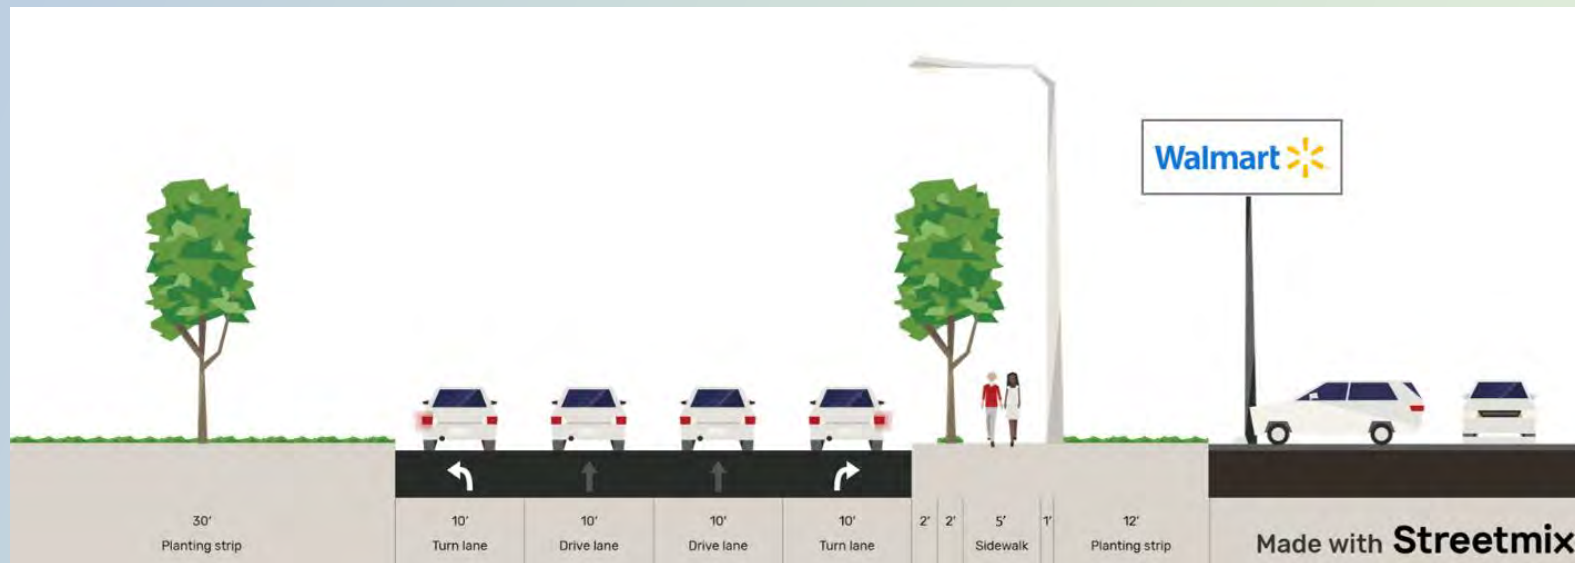 Walmart
30'
Planting strip
10'
Turn lane
10'
Drive lane
10'
Drive lane
10'
Turn lane
2'
2'
5'
Sidewalk
1'
12'
Planting strip
Made with Streetmix